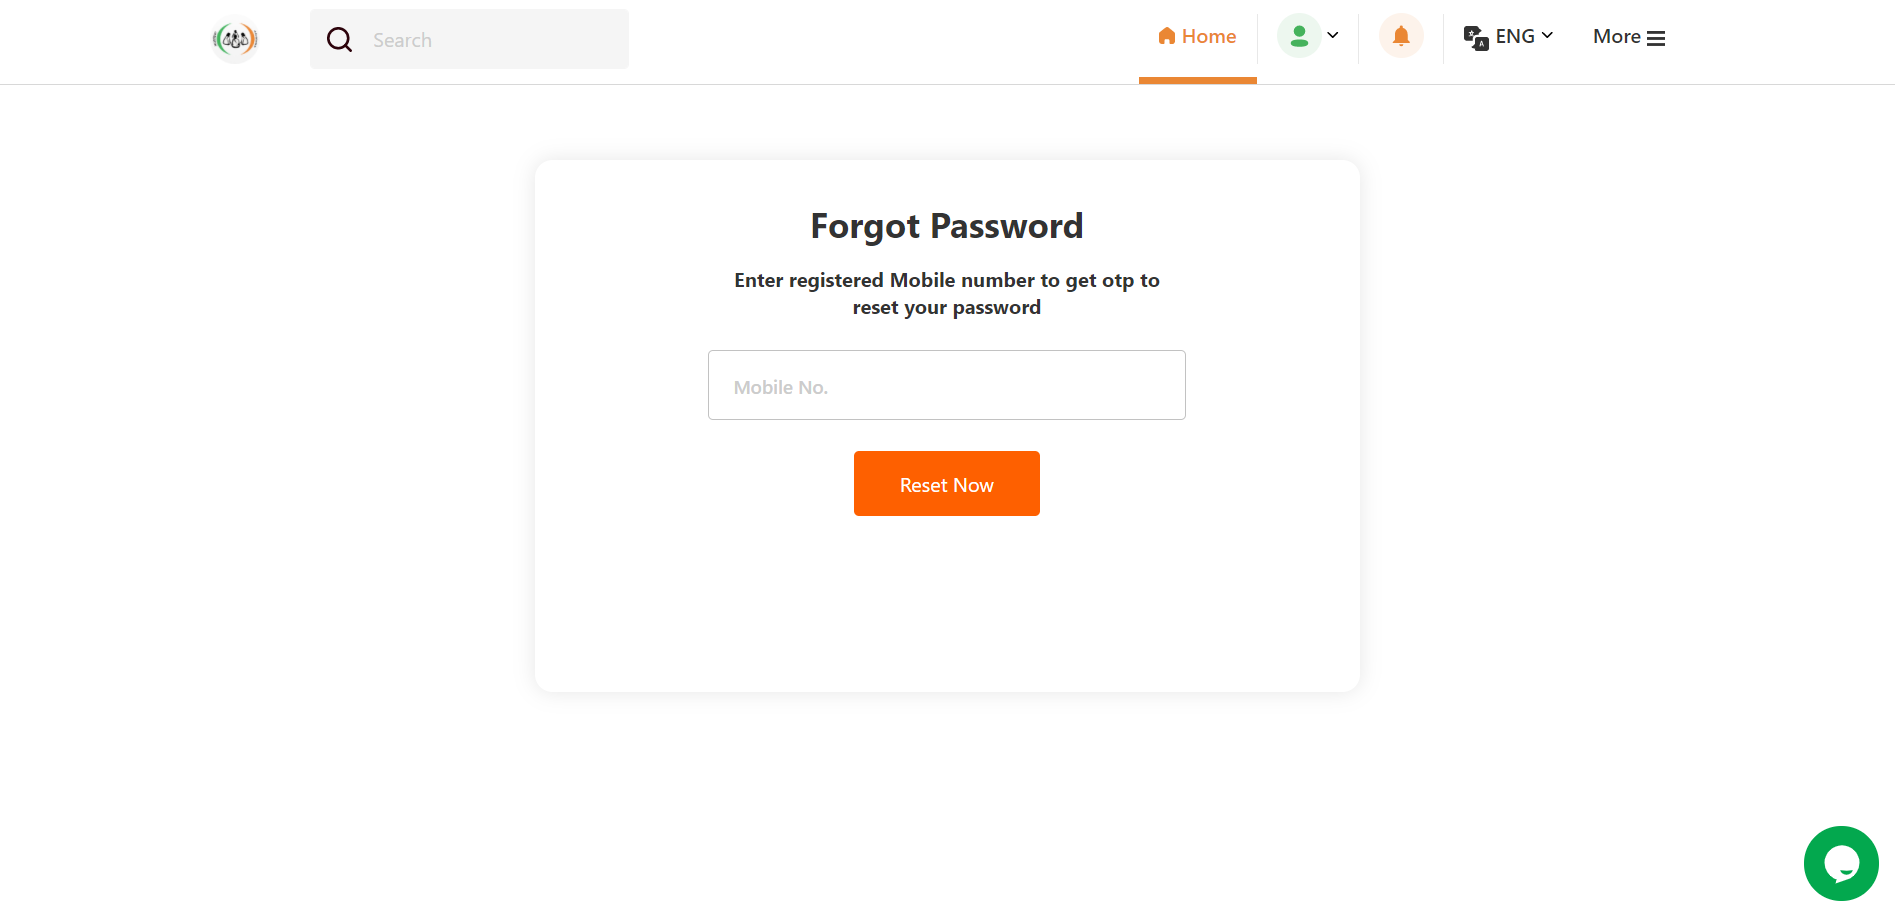 Search
Home
ENG
More
Forgot Password
Enter registered Mobile number to get otp to
reset your password
Mobile No.
Reset Now